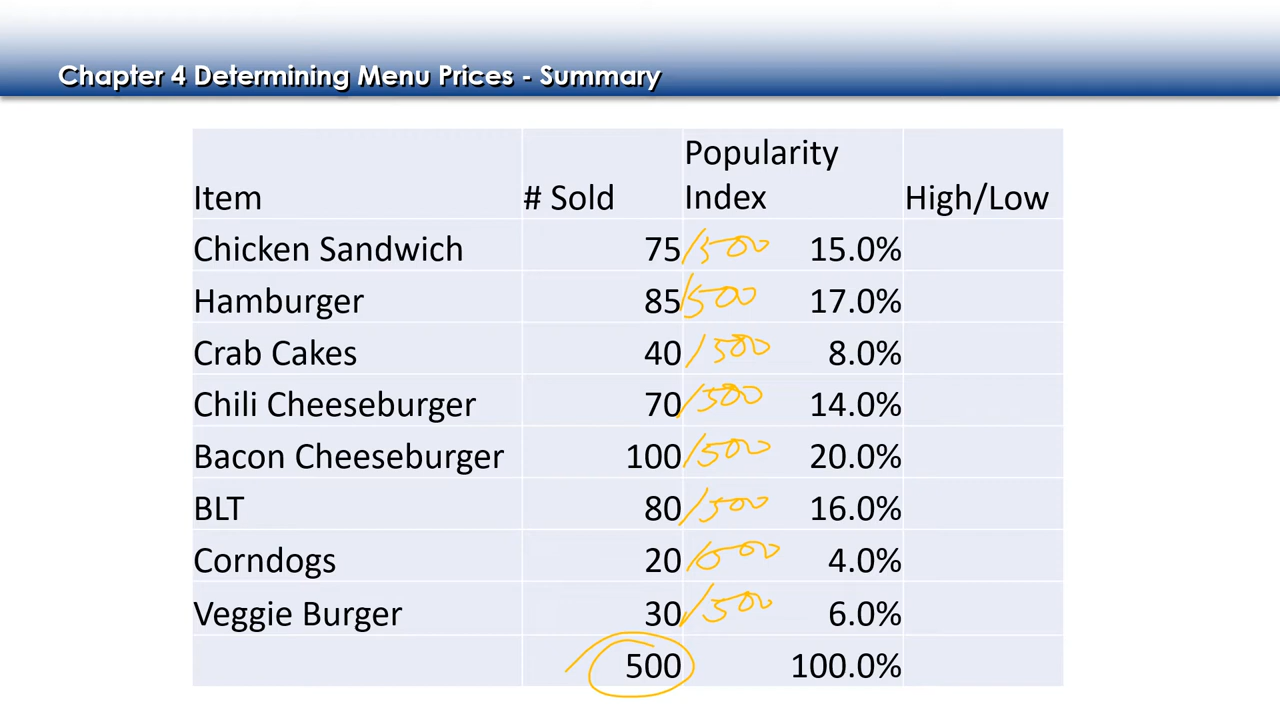 Chapter 4 Determining Menu Prices - Summary
Popularity
Item # Sold Index High/Low
Chicken Sandwich 75 /500 15.0%
Hamburger 85 /500 17.0%
Crab Cakes 40 /500 8.0%
Chili Cheeseburger 70 /500 14.0%
Bacon Cheeseburger 100 /500 20.0%
BLT 80 /500 16.0%
Corndogs 20 /500 4.0%
Veggie Burger 30 /500 6.0%
500 100.0%